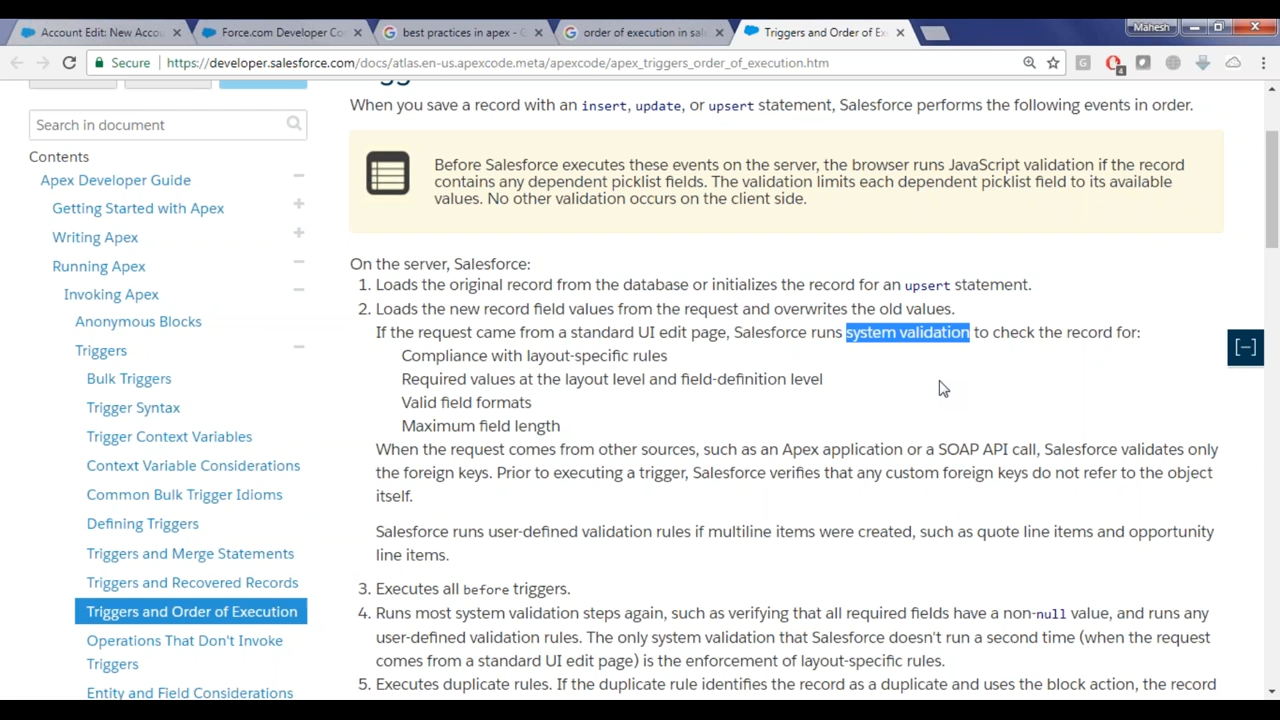 Account Edit: New Accou
Force.com Developer Co
best practices in apex - G
order of execution in sale
Triggers and Order of Ex
Mahesh
Secure
https://developer.salesforce.com/docs/atlas.en-us.apexcode.meta/apexcode/apex_triggers_order_of_execution.htm
When you save a record with an insert, update, or upsert statement, Salesforce performs the following events in order.
Search in document
Contents
Apex Developer Guide
Getting Started with Apex
Writing Apex
Running Apex
Invoking Apex
Anonymous Blocks
Triggers
Bulk Triggers
Trigger Syntax
Trigger Context Variables
Context Variable Considerations
Common Bulk Trigger Idioms
Defining Triggers
Triggers and Merge Statements
Triggers and Recovered Records
Triggers and Order of Execution
Operations That Don't Invoke
Triggers
Entity and Field Considerations
Before Salesforce executes these events on the server, the browser runs JavaScript validation if the record
contains any dependent picklist fields. The validation limits each dependent picklist field to its available
values. No other validation occurs on the client side.
On the server, Salesforce:
1. Loads the original record from the database or initializes the record for an upsert statement.
2. Loads the new record field values from the request and overwrites the old values.
If the request came from a standard UI edit page, Salesforce runs system validation to check the record for:
Compliance with layout-specific rules
Required values at the layout level and field-definition level
Valid field formats
Maximum field length
When the request comes from other sources, such as an Apex application or a SOAP API call, Salesforce validates only
the foreign keys. Prior to executing a trigger, Salesforce verifies that any custom foreign keys do not refer to the object
itself.
Salesforce runs user-defined validation rules if multiline items were created, such as quote line items and opportunity
line items.
3. Executes all before triggers.
4. Runs most system validation steps again, such as verifying that all required fields have a non-null value, and runs any
user-defined validation rules. The only system validation that Salesforce doesn't run a second time (when the request
comes from a standard UI edit page) is the enforcement of layout-specific rules.
5. Executes duplicate rules. If the duplicate rule identifies the record as a duplicate and uses the block action, the record